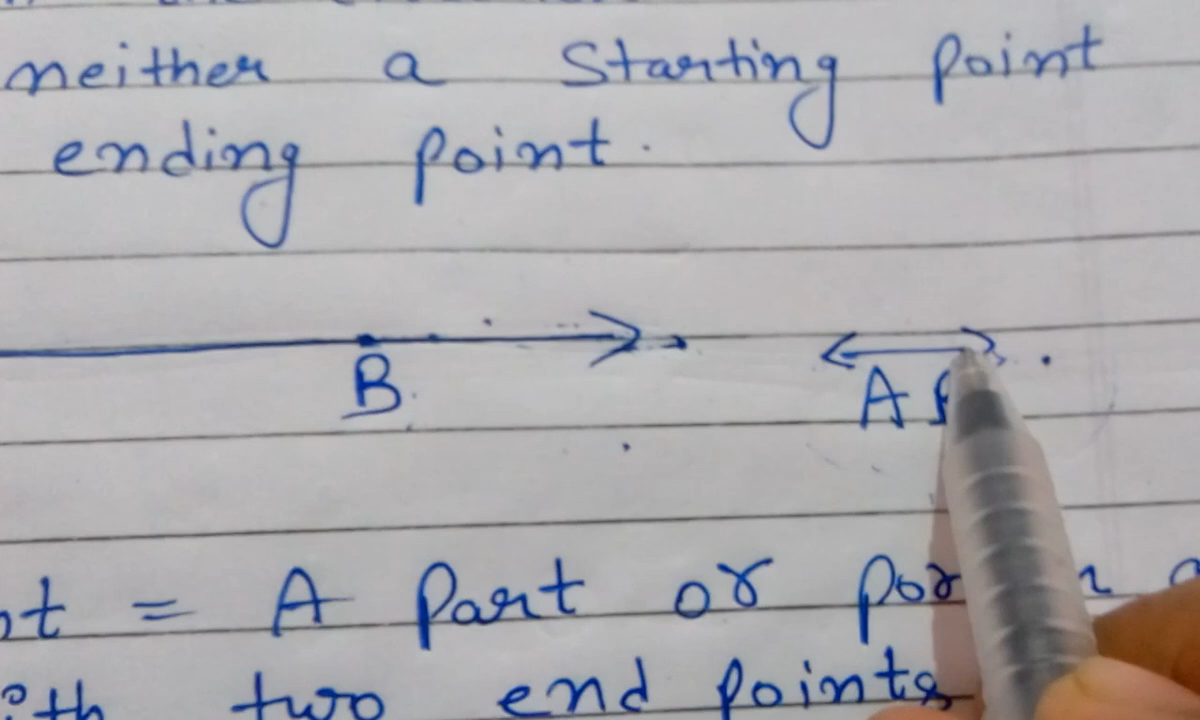 neither a Starting point
ending point.
B
A
= A Part or
two end points